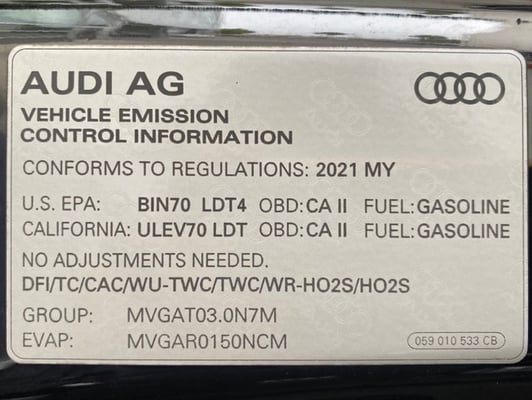 AUDI AG
VEHICLE EMISSION
CONTROL INFORMATION
CONFORMS TO REGULATIONS: 2021 MY
U.S. EPA: BIN70 LDT4 OBD: CA II FUEL: GASOLINE
CALIFORNIA: ULEV70 LDT OBD: CA II FUEL: GASOLINE
NO ADJUSTMENTS NEEDED.
DFI/TC/CAC/WU-TWC/TWC/WR-HO2S/HO2S
GROUP: MVGAT03.0N7M
EVAP: MVGAR0150NCM
059 010 533 CB